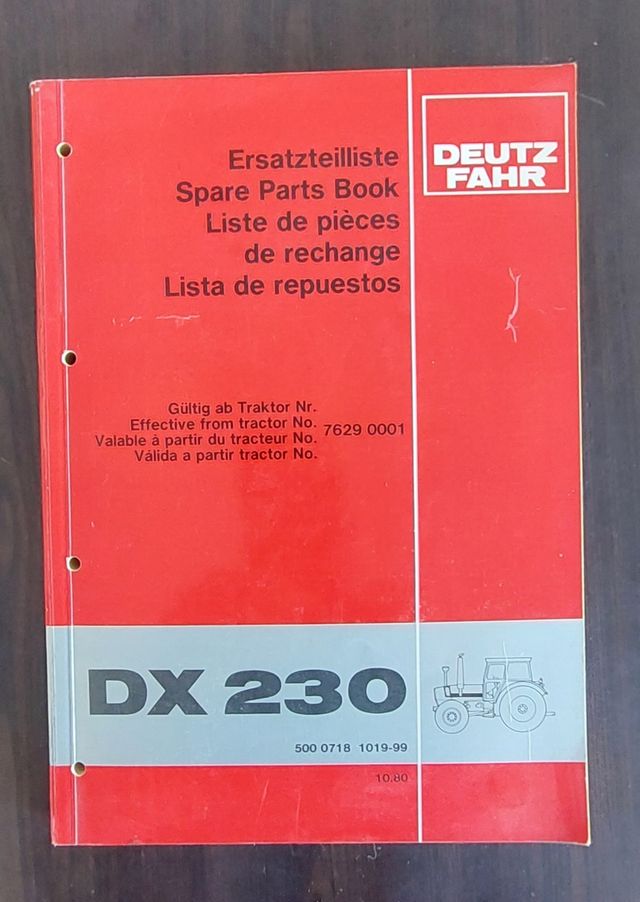 DEUTZ
FAHR
Ersatzteilliste
Spare Parts Book
Liste de pièces
de rechange
Lista de repuestos
Gültig ab Traktor Nr.
Effective from tractor No.
Valable à partir du tracteur No.
Válida a partir tractor No.
7629 0001
DX 230
500 0718 1019-99
10.80